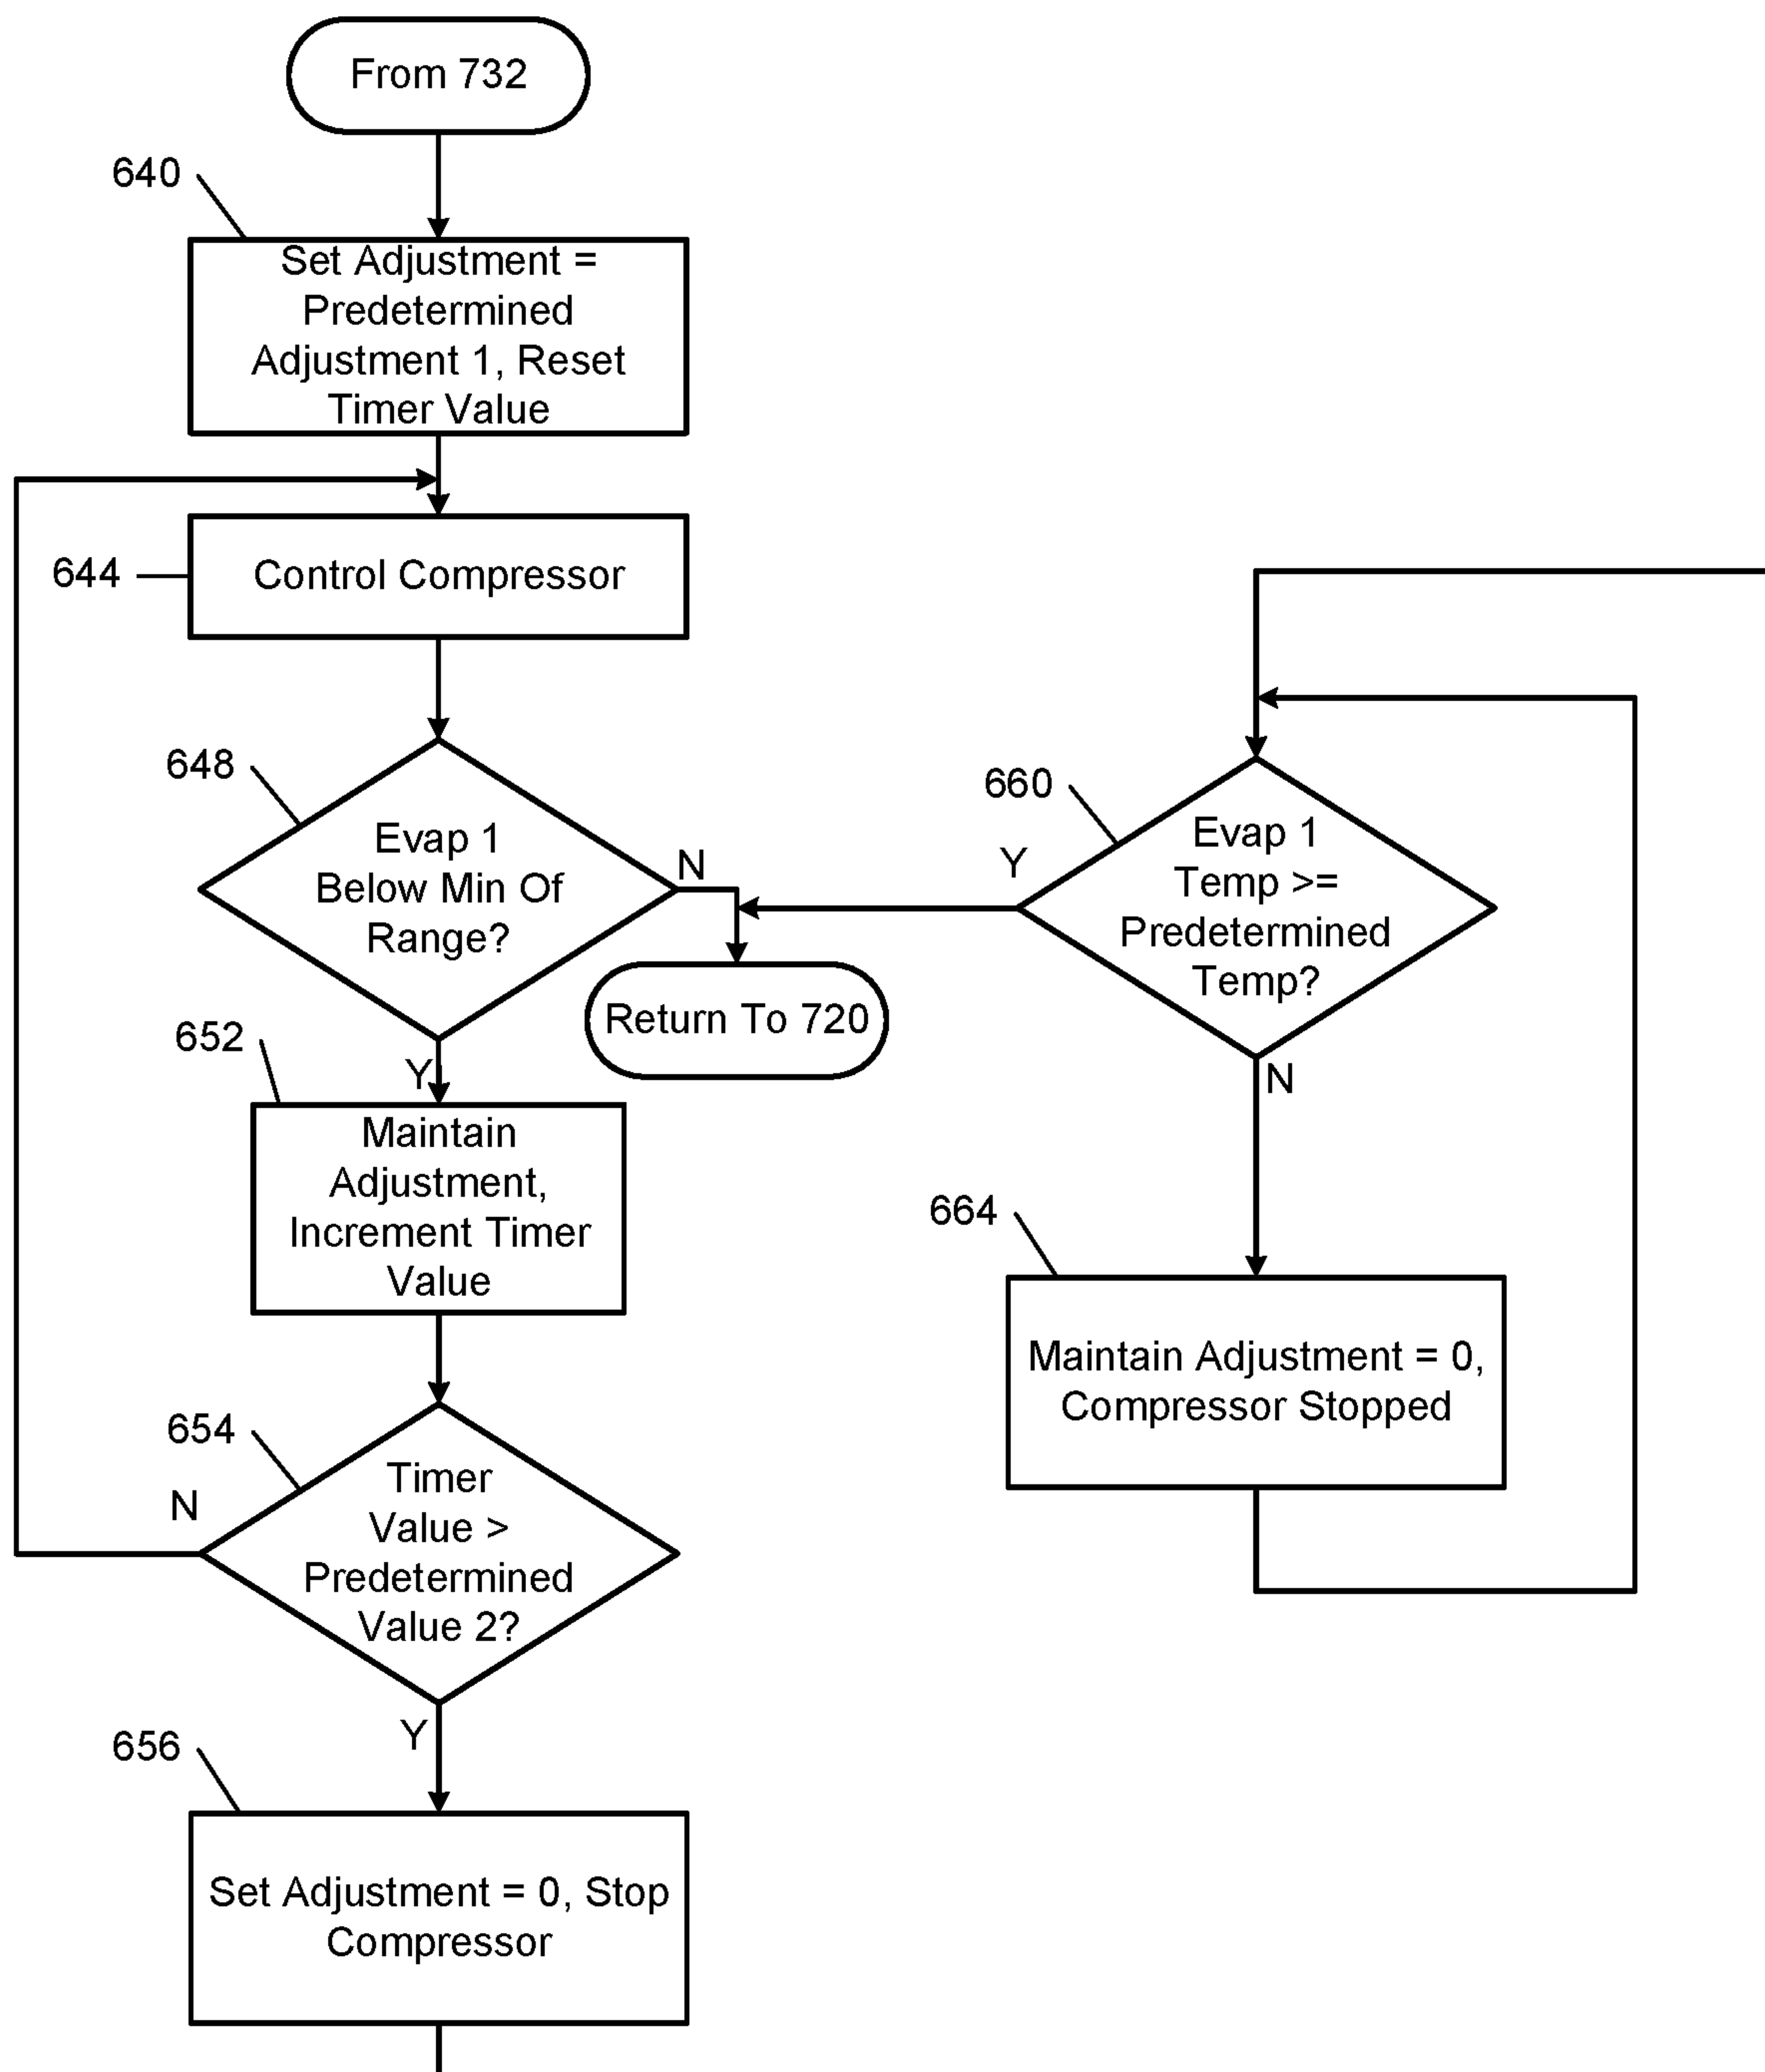 From 732
640
Set Adjustment =
Predetermined
Adjustment 1, Reset
Timer Value
644
Control Compressor
648
Evap 1
Below Min Of
Range?
N
Y
Return To 720
652
Maintain
Adjustment,
Increment Timer
Value
654
N
Timer
Value >
Predetermined
Value 2?
Y
656
Set Adjustment = 0, Stop
Compressor
660
Y
Evap 1
Temp >=
Predetermined
Temp?
N
664
Maintain Adjustment = 0,
Compressor Stopped